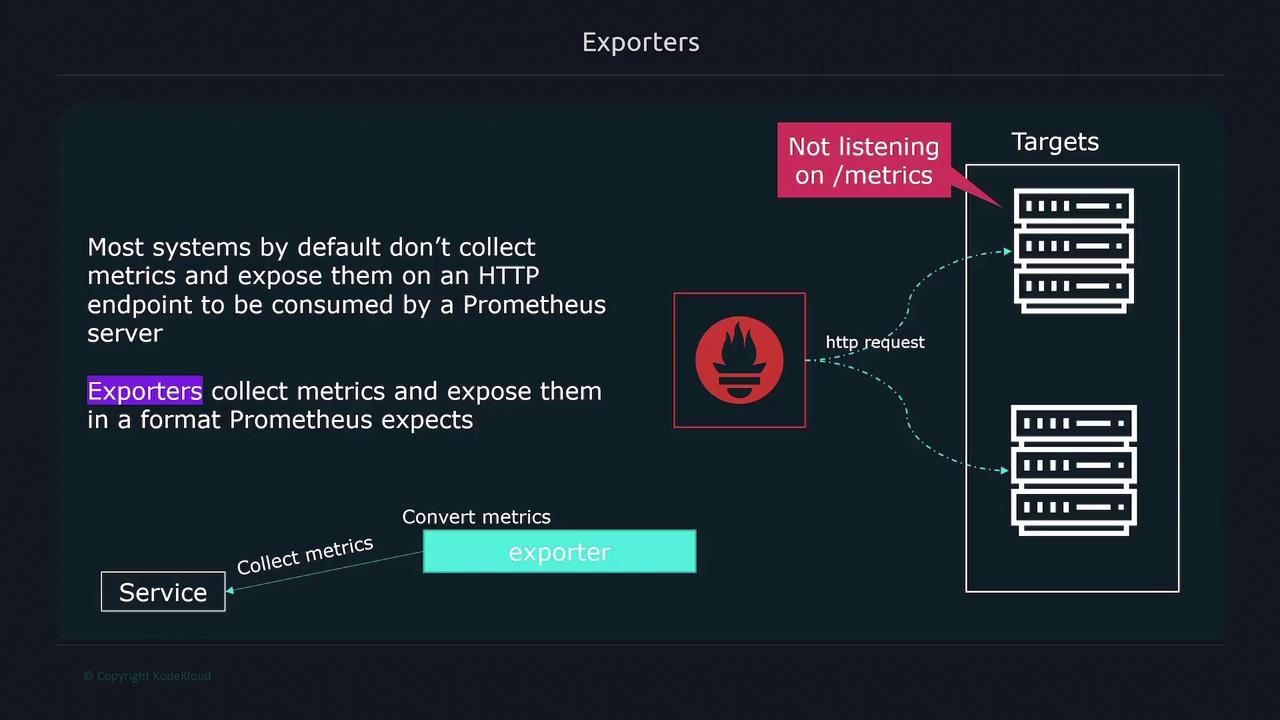 Exporters
Not listening
on /metrics
Targets
Most systems by default don’t collect
metrics and expose them on an HTTP
endpoint to be consumed by a Prometheus
server
http request
Exporters collect metrics and expose them
in a format Prometheus expects
Convert metrics
exporter
Collect metrics
Service
© Copyright KodeKloud